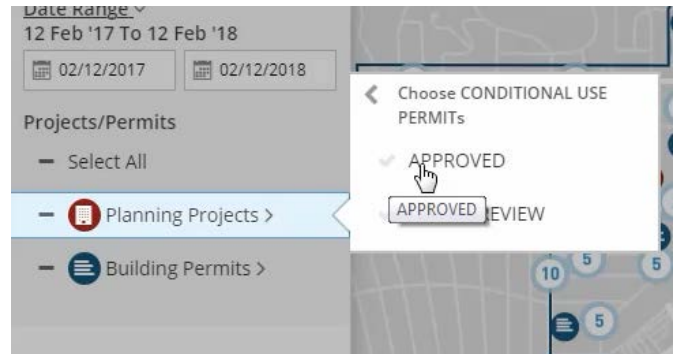 Date Range
12 Feb '17 To 12 Feb '18
02/12/2017 02/12/2018
Projects/Permits
Select All
Planning Projects >
Building Permits >
Choose CONDITIONAL USE
PERMITs
APPROVED
APPROVED
EVIEW
5
5
10
5